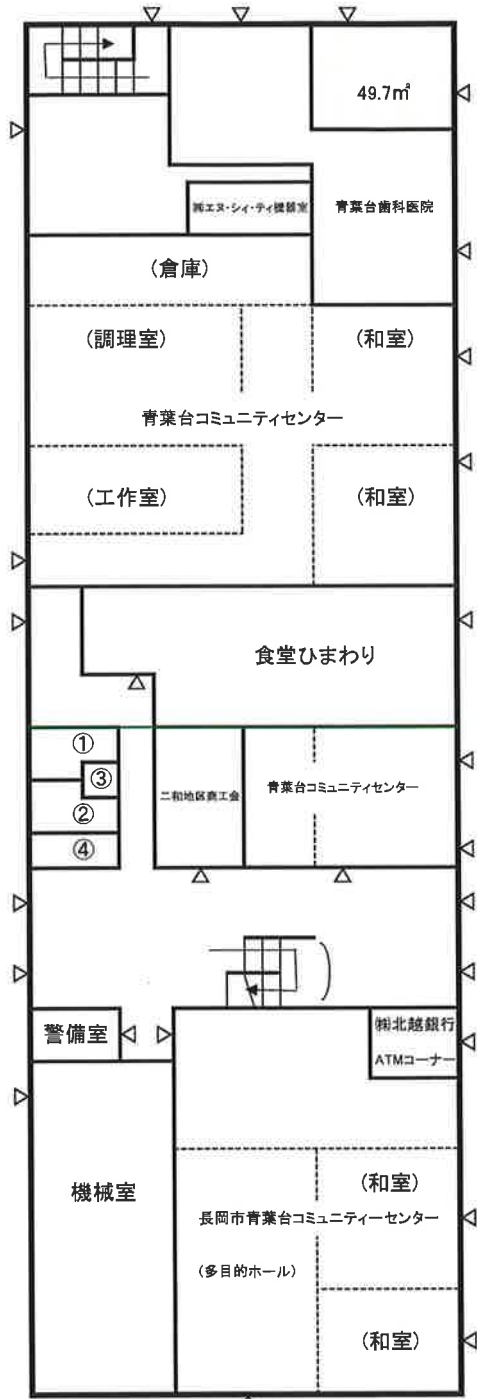 49.7㎡
㈱エヌ・シィ・ティ機器室
青葉台歯科医院
(倉庫)
(調理室)
(和室)
青葉台コミュニティセンター
(工作室)
(和室)
食堂ひまわり
①
③
②
④
二和地区商工会
青葉台コミュニティセンター
警備室
㈱北越銀行
ATMコーナー
機械室
(和室)
長岡市青葉台コミュニティーセンター
(多目的ホール)
(和室)